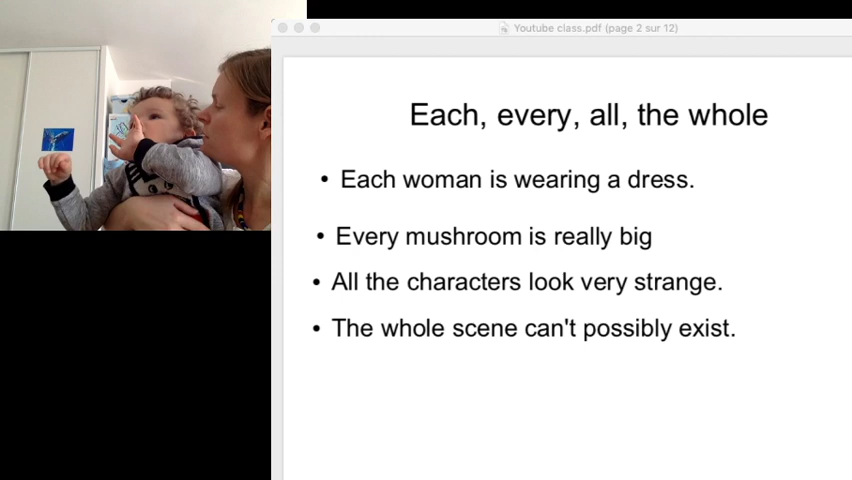 Youtube class.pdf (page 2 sur 12)
Each, every, all, the whole
• Each woman is wearing a dress.
• Every mushroom is really big
• All the characters look very strange.
• The whole scene can't possibly exist.